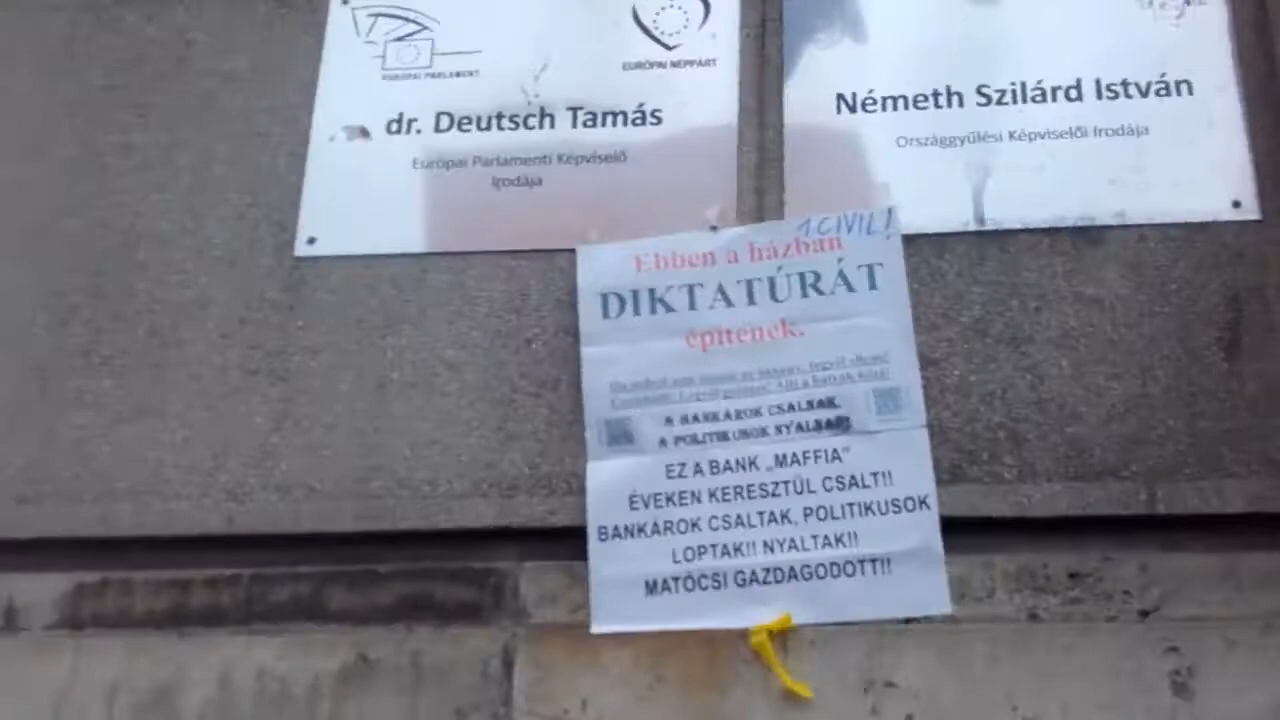 EURÓPAI PARLAMENT
EURÓPAI NÉPPÁRT
dr. Deutsch Tamás
Európai Parlamenti Képviselő
Irodája
Németh Szilárd István
Országgyűlési Képviselői Irodája
1 CIVIL!
Ebben a házban
DIKTATÚRÁT
építenek.
A BANKÁROK CSALNAK,
A POLITIKUSOK NYALNAK!!
EZ A BANK „MAFFIA"
ÉVEKEN KERESZTÜL CSALT!!
BANKÁROK CSALTAK, POLITIKUSOK
LOPTAK!! NYALTAK!!
MATÓCSI GAZDAGODOTT!!